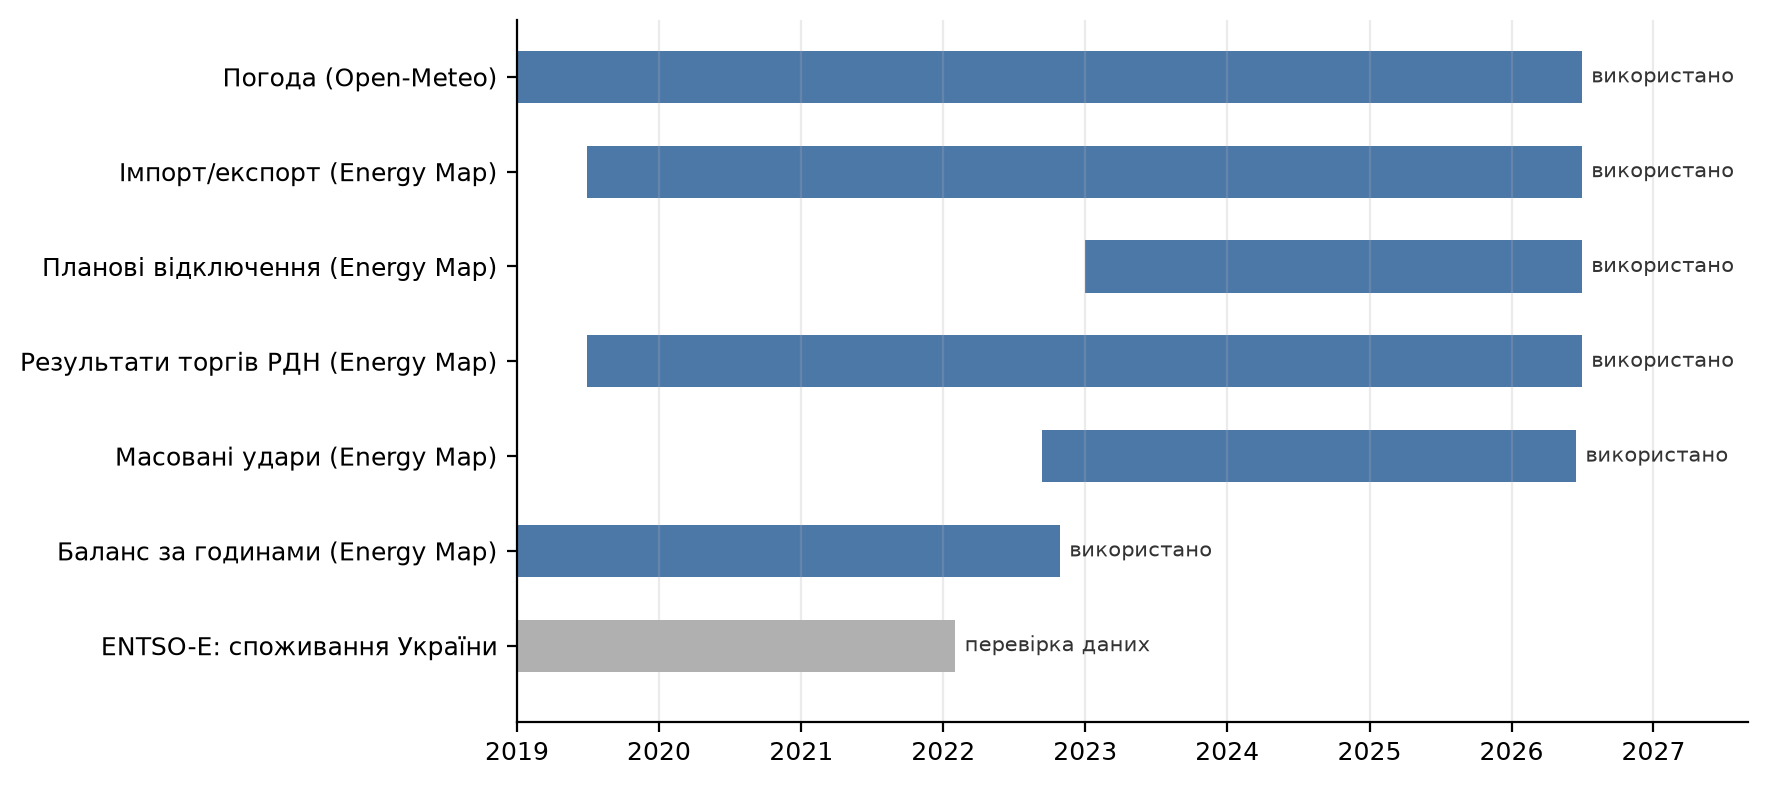 Погода (Open-Meteo)
використано
Імпорт/експорт (Energy Map)
використано
Планові відключення (Energy Map)
використано
Результати торгів РДН (Energy Map)
використано
Масовані удари (Energy Map)
використано
Баланс за годинами (Energy Map)
використано
ENTSO-E: споживання України
перевірка даних
2019 2020 2021 2022 2023 2024 2025 2026 2027